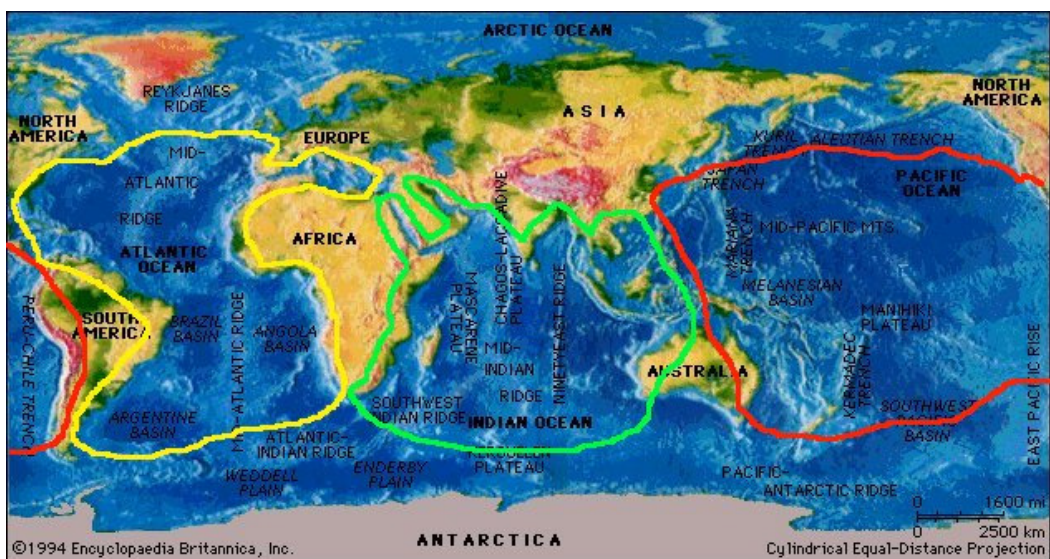 ARCTIC OCEAN
REYKJANES
RIDGE
NORTH
AMERICA
NORTH
AMERICA
ASIA
EUROPE
KURIL
TRENCH
ALEUTIAN TRENCH
MID-
ATLANTIC
RIDGE
JAPAN
TRENCH
PACIFIC
OCEAN
CHAGOS-LACCADIVE
PLATEAU
MARIANA
TRENCH
MID-PACIFIC MTS.
AFRICA
ATLANTIC
OCEAN
MASCARENE
PLATEAU
NINETYEAST RIDGE
MELANESIAN
BASIN
MANIHIKI
PLATEAU
PERU-CHILE TRENCH
SOUTH
AMERICA
BRAZIL
BASIN
MID-ATLANTIC RIDGE
ANGOLA
BASIN
MID-
INDIAN
RIDGE
AUSTRALIA
KERMADEC
TRENCH
EAST PACIFIC RISE
ARGENTINE
BASIN
SOUTHWEST
INDIAN RIDGE
INDIAN OCEAN
SOUTHWEST
PACIFIC
BASIN
ATLANTIC-
INDIAN RIDGE
KERGUELEN
PLATEAU
WEDDELL
PLAIN
ENDERBY
PLAIN
PACIFIC-
ANTARCTIC RIDGE
0 1600 mi
0 2500 km
ANTARCTICA
©1994 Encyclopaedia Britannica, Inc.
Cylindrical Equal-Distance Projection